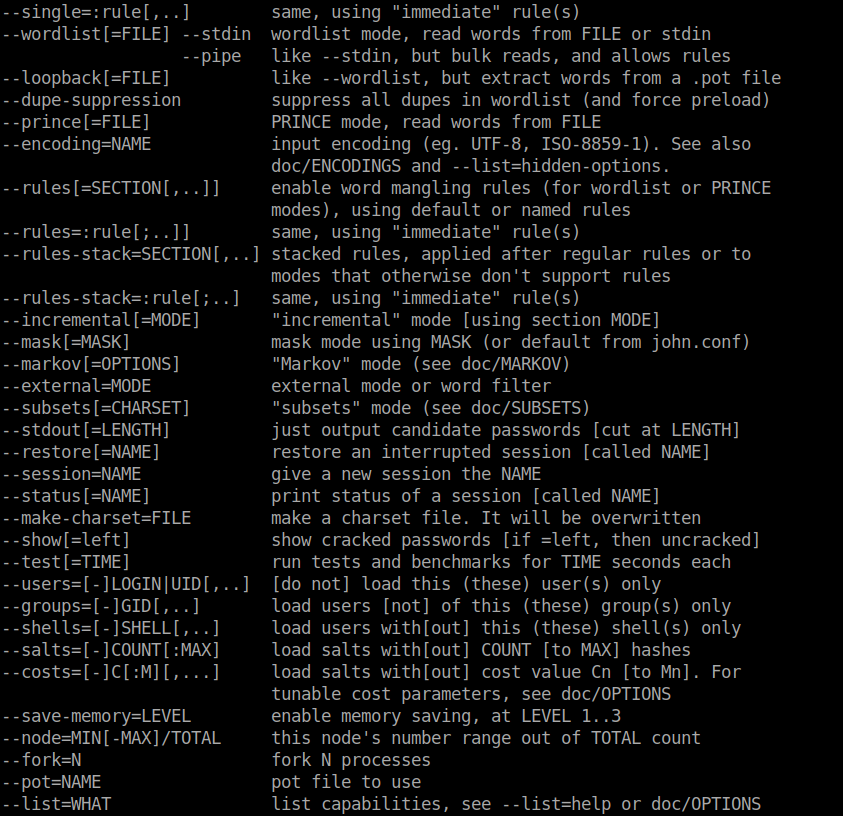 --single=:rule[,..]        same, using "immediate" rule(s)
--wordlist[=FILE] --stdin  wordlist mode, read words from FILE or stdin
                  --pipe   like --stdin, but bulk reads, and allows rules
--loopback[=FILE]          like --wordlist, but extract words from a .pot file
--dupe-suppression         suppress all dupes in wordlist (and force preload)
--prince[=FILE]            PRINCE mode, read words from FILE
--encoding=NAME            input encoding (eg. UTF-8, ISO-8859-1). See also
                           doc/ENCODINGS and --list=hidden-options.
--rules[=SECTION[,..]]     enable word mangling rules (for wordlist or PRINCE
                           modes), using default or named rules
--rules=:rule[;..]]        same, using "immediate" rule(s)
--rules-stack=SECTION[,..] stacked rules, applied after regular rules or to
                           modes that otherwise don't support rules
--rules-stack=:rule[;..]   same, using "immediate" rule(s)
--incremental[=MODE]       "incremental" mode [using section MODE]
--mask[=MASK]              mask mode using MASK (or default from john.conf)
--markov[=OPTIONS]         "Markov" mode (see doc/MARKOV)
--external=MODE            external mode or word filter
--subsets[=CHARSET]        "subsets" mode (see doc/SUBSETS)
--stdout[=LENGTH]          just output candidate passwords [cut at LENGTH]
--restore[=NAME]           restore an interrupted session [called NAME]
--session=NAME             give a new session the NAME
--status[=NAME]            print status of a session [called NAME]
--make-charset=FILE        make a charset file. It will be overwritten
--show[=left]              show cracked passwords [if =left, then uncracked]
--test[=TIME]              run tests and benchmarks for TIME seconds each
--users=[-]LOGIN|UID[,..]  [do not] load this (these) user(s) only
--groups=[-]GID[,..]       load users [not] of this (these) group(s) only
--shells=[-]SHELL[,..]     load users with[out] this (these) shell(s) only
--salts=[-]COUNT[:MAX]     load salts with[out] COUNT [to MAX] hashes
--costs=[-]C[:M][,...]     load salts with[out] cost value Cn [to Mn]. For
                           tunable cost parameters, see doc/OPTIONS
--save-memory=LEVEL        enable memory saving, at LEVEL 1..3
--node=MIN[-MAX]/TOTAL     this node's number range out of TOTAL count
--fork=N                   fork N processes
--pot=NAME                 pot file to use
--list=WHAT                list capabilities, see --list=help or doc/OPTIONS